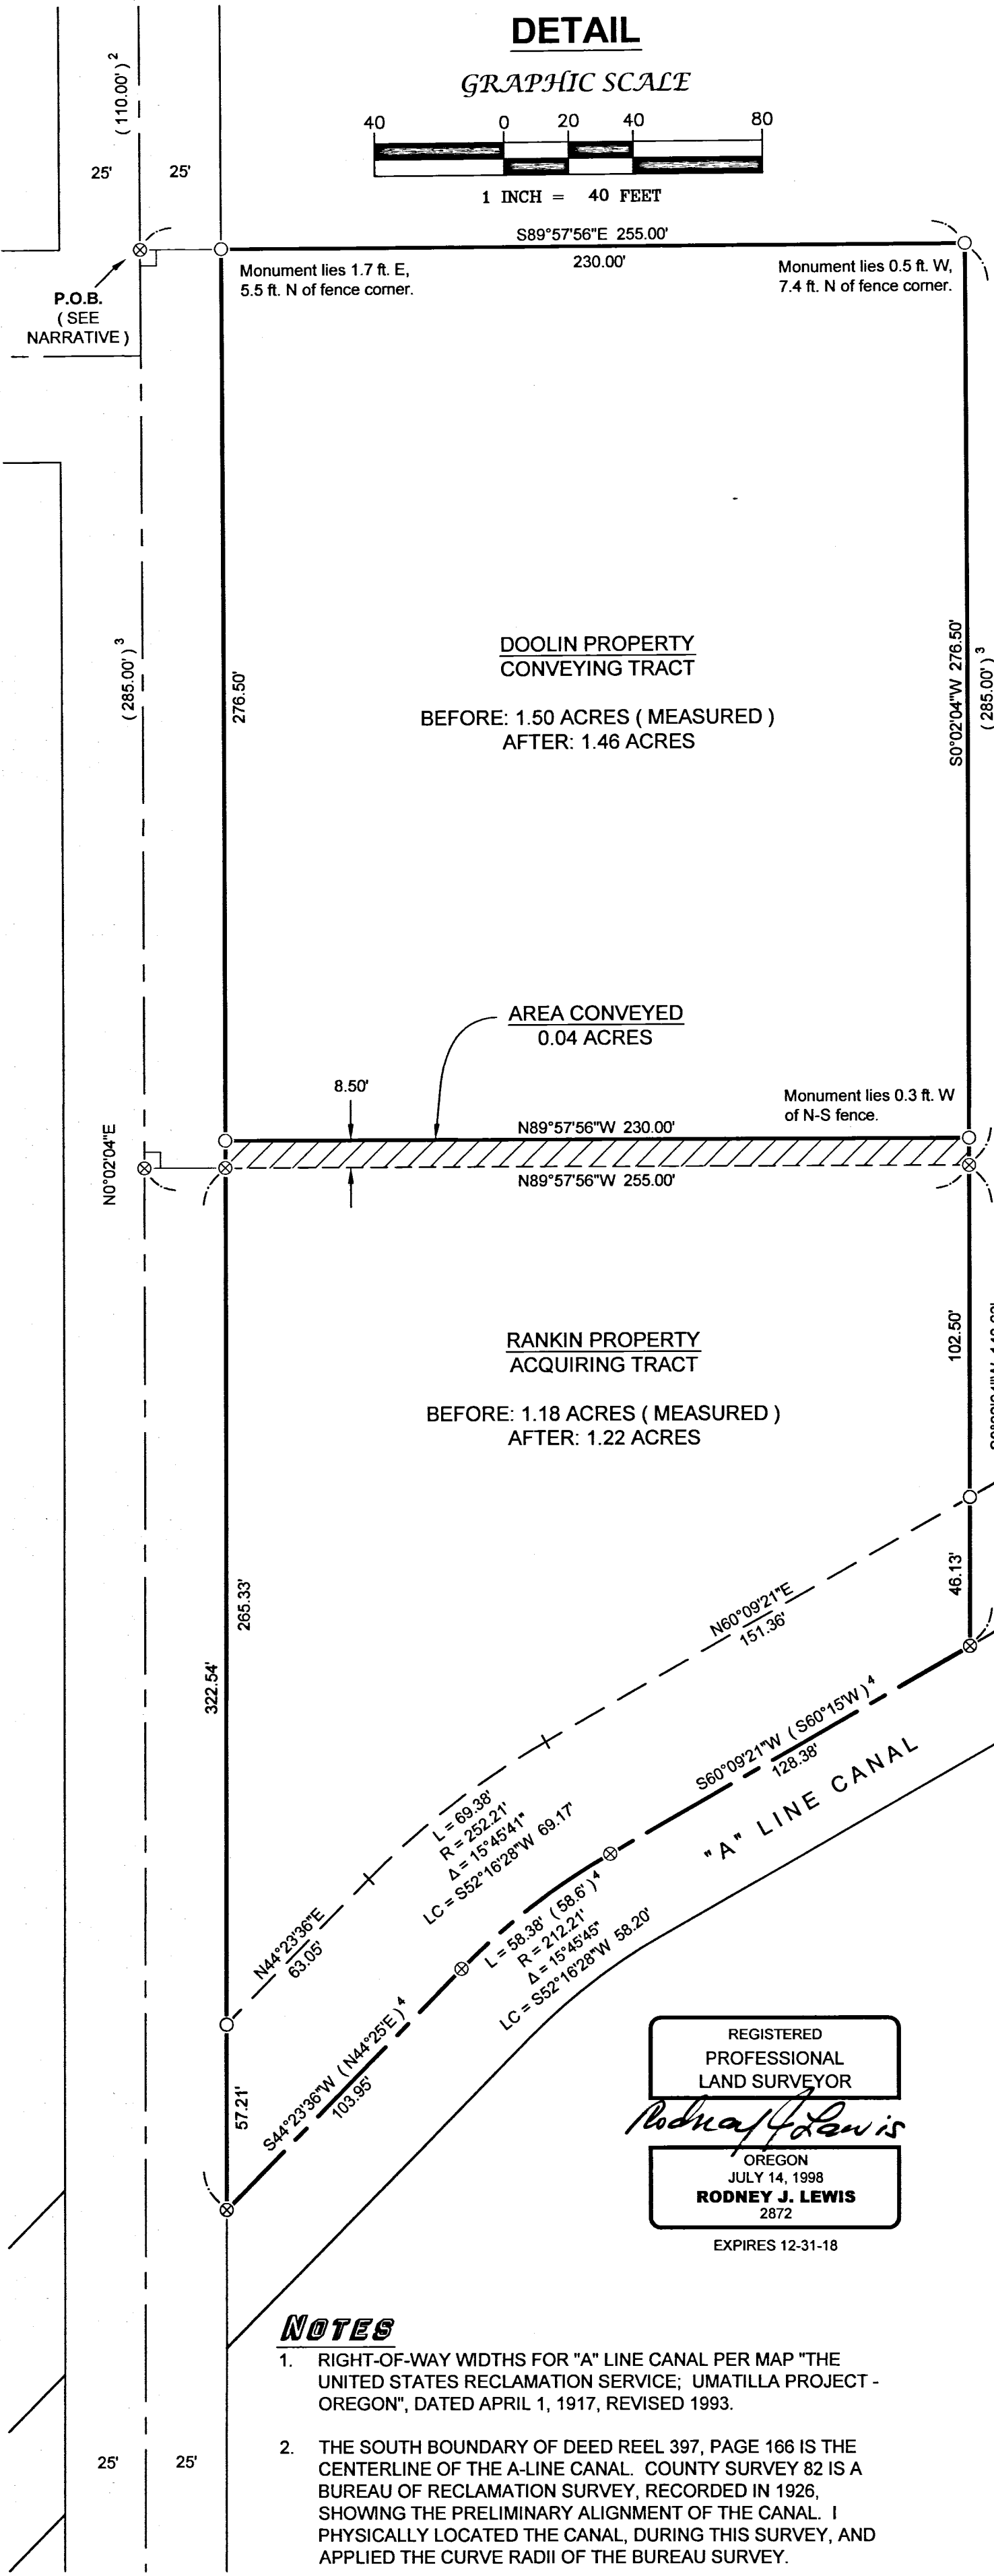 DETAIL
GRAPHIC SCALE
40 0 20 40 80
1 INCH = 40 FEET
( 110.00' ) 2
25' 25'
S89°57'56"E 255.00'
230.00'
Monument lies 1.7 ft. E,
5.5 ft. N of fence corner.
Monument lies 0.5 ft. W,
7.4 ft. N of fence corner.
P.O.B.
( SEE
NARRATIVE )
( 285.00' ) 3
276.50'
DOOLIN PROPERTY
CONVEYING TRACT
BEFORE: 1.50 ACRES ( MEASURED )
AFTER: 1.46 ACRES
S0°02'04"W 276.50'
( 285.00' ) 3
AREA CONVEYED
0.04 ACRES
8.50'
Monument lies 0.3 ft. W
of N-S fence.
N89°57'56"W 230.00'
N89°57'56"W 255.00'
N0°02'04"E
RANKIN PROPERTY
ACQUIRING TRACT
BEFORE: 1.18 ACRES ( MEASURED )
AFTER: 1.22 ACRES
102.50'
46.13'
265.33'
322.54'
N60°09'21"E
151.36'
S60°09'21"W ( S60°15'W ) 4
128.38'
"A" LINE CANAL
L = 69.38'
R = 252.21'
Δ = 15°45'41"
LC = S52°16'28"W 69.17'
L = 58.38' ( 58.6' ) 4
R = 212.21'
Δ = 15°45'45"
LC = S52°16'28"W 58.20'
N44°23'36"E
63.05'
S44°23'36"W ( N44°25'E ) 4
103.95'
57.21'
REGISTERED
PROFESSIONAL
LAND SURVEYOR
Rodney J Lewis
OREGON
JULY 14, 1998
RODNEY J. LEWIS
2872
EXPIRES 12-31-18
NOTES
1. RIGHT-OF-WAY WIDTHS FOR "A" LINE CANAL PER MAP "THE
UNITED STATES RECLAMATION SERVICE; UMATILLA PROJECT -
OREGON", DATED APRIL 1, 1917, REVISED 1993.
2. THE SOUTH BOUNDARY OF DEED REEL 397, PAGE 166 IS THE
CENTERLINE OF THE A-LINE CANAL. COUNTY SURVEY 82 IS A
BUREAU OF RECLAMATION SURVEY, RECORDED IN 1926,
SHOWING THE PRELIMINARY ALIGNMENT OF THE CANAL. I
PHYSICALLY LOCATED THE CANAL, DURING THIS SURVEY, AND
APPLIED THE CURVE RADII OF THE BUREAU SURVEY.
25' 25'